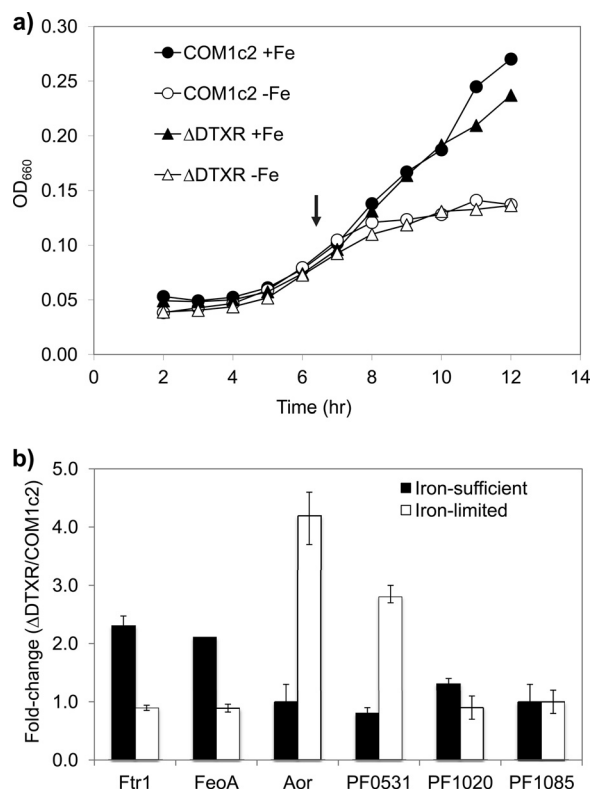 a)
0.30
0.25
0.20
0.15
0.10
0.05
0.00
OD660
COM1c2 +Fe
COM1c2 -Fe
ΔDTXR +Fe
ΔDTXR -Fe
0 2 4 6 8 10 12 14
Time (hr)
b)
5.0
4.0
3.0
2.0
1.0
0.0
Fold-change (ΔDTXR/COM1c2)
Iron-sufficient
Iron-limited
Ftr1 FeoA Aor PF0531 PF1020 PF1085